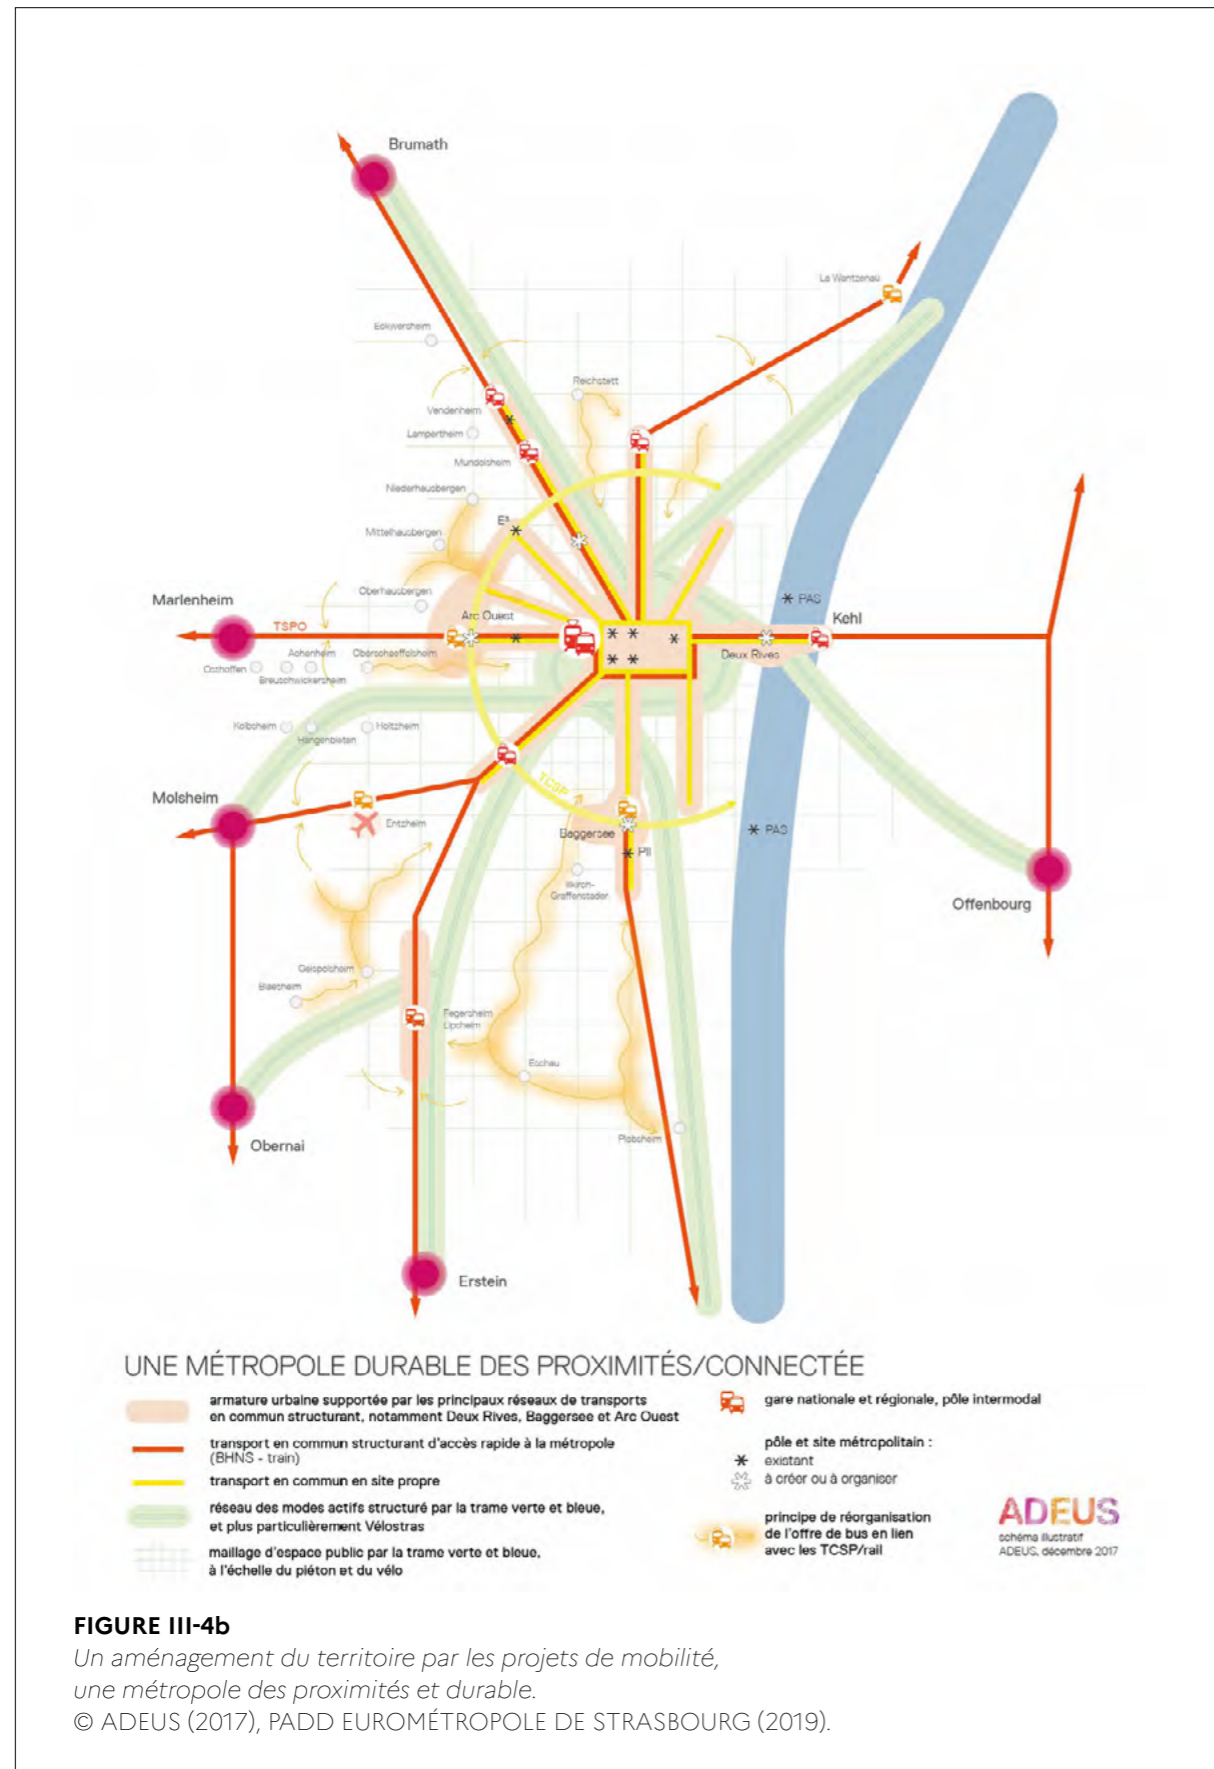 Brumath
La Wantzenau
Eckwersheim
Reichstett
Vendenheim
Lampertheim
Mundolsheim
Niederhausbergen
E3
Mittelhausbergen
Oberhausbergen
Marlenheim
Arc Ouest
PAS
Kehl
TSPO
Achenheim
Oberschaeffolsheim
Deux Rives
Osthoffen
Breuschwickersheim
Kolbsheim
Holtzheim
Hangenbieten
Molsheim
TCSP
Entzheim
Baggersee
PAS
PII
Illkirch-
Graffenstaden
Offenbourg
Geispolsheim
Blaesheim
Fegersheim
Lipsheim
Eschau
Plobsheim
Obernai
Erstein
UNE MÉTROPOLE DURABLE DES PROXIMITÉS/CONNECTÉE
armature urbaine supportée par les principaux réseaux de transports
en commun structurant, notamment Deux Rives, Baggersee et Arc Ouest
transport en commun structurant d'accès rapide à la métropole
(BHNS - train)
transport en commun en site propre
réseau des modes actifs structuré par la trame verte et bleue,
et plus particulièrement Vélostras
maillage d'espace public par la trame verte et bleue,
à l'échelle du piéton et du vélo
gare nationale et régionale, pôle intermodal
pôle et site métropolitain :
existant
à créer ou à organiser
principe de réorganisation
de l'offre de bus en lien
avec les TCSP/rail
ADEUS
schéma illustratif
ADEUS, décembre 2017
FIGURE III-4b
Un aménagement du territoire par les projets de mobilité,
une métropole des proximités et durable.
© ADEUS (2017), PADD EUROMÉTROPOLE DE STRASBOURG (2019).